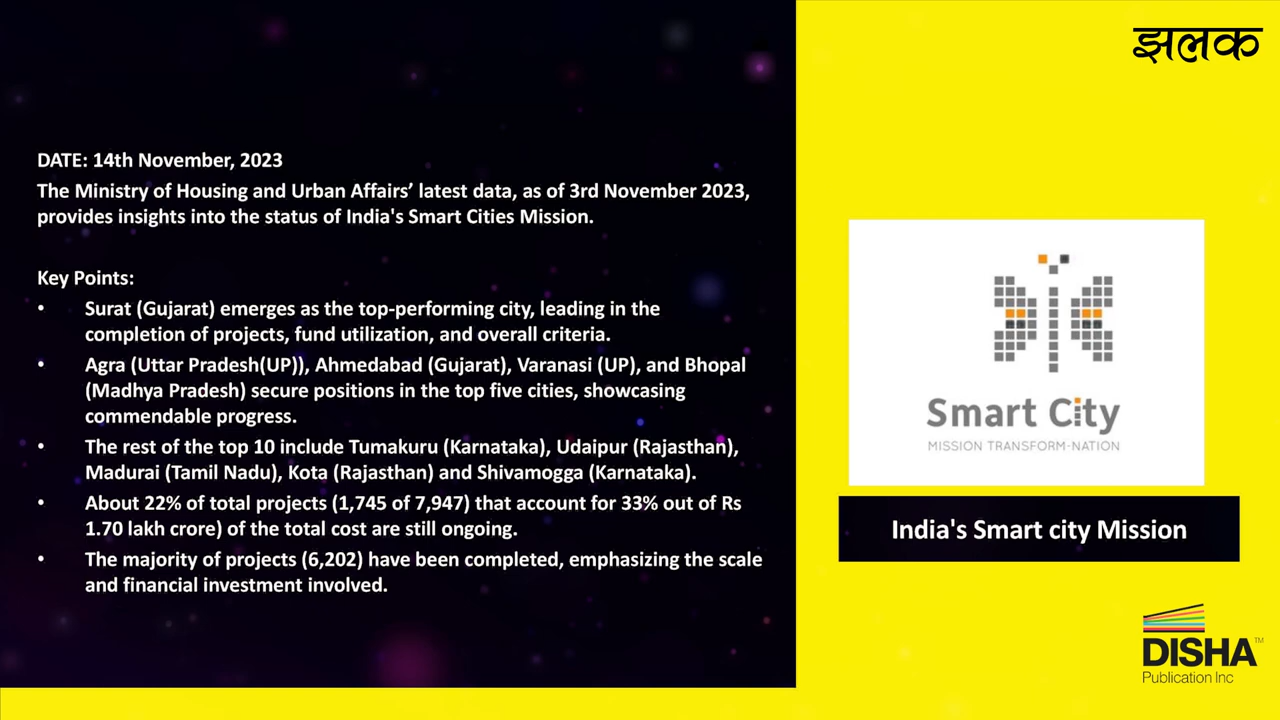 झलक
DATE: 14th November, 2023
The Ministry of Housing and Urban Affairs’ latest data, as of 3rd November 2023,
provides insights into the status of India's Smart Cities Mission.
Key Points:
• Surat (Gujarat) emerges as the top-performing city, leading in the
completion of projects, fund utilization, and overall criteria.
• Agra (Uttar Pradesh(UP)), Ahmedabad (Gujarat), Varanasi (UP), and Bhopal
(Madhya Pradesh) secure positions in the top five cities, showcasing
commendable progress.
• The rest of the top 10 include Tumakuru (Karnataka), Udaipur (Rajasthan),
Madurai (Tamil Nadu), Kota (Rajasthan) and Shivamogga (Karnataka).
• About 22% of total projects (1,745 of 7,947) that account for 33% out of Rs
1.70 lakh crore) of the total cost are still ongoing.
• The majority of projects (6,202) have been completed, emphasizing the scale
and financial investment involved.
Smart City
MISSION TRANSFORM-NATION
India's Smart city Mission
DISHA™
Publication Inc